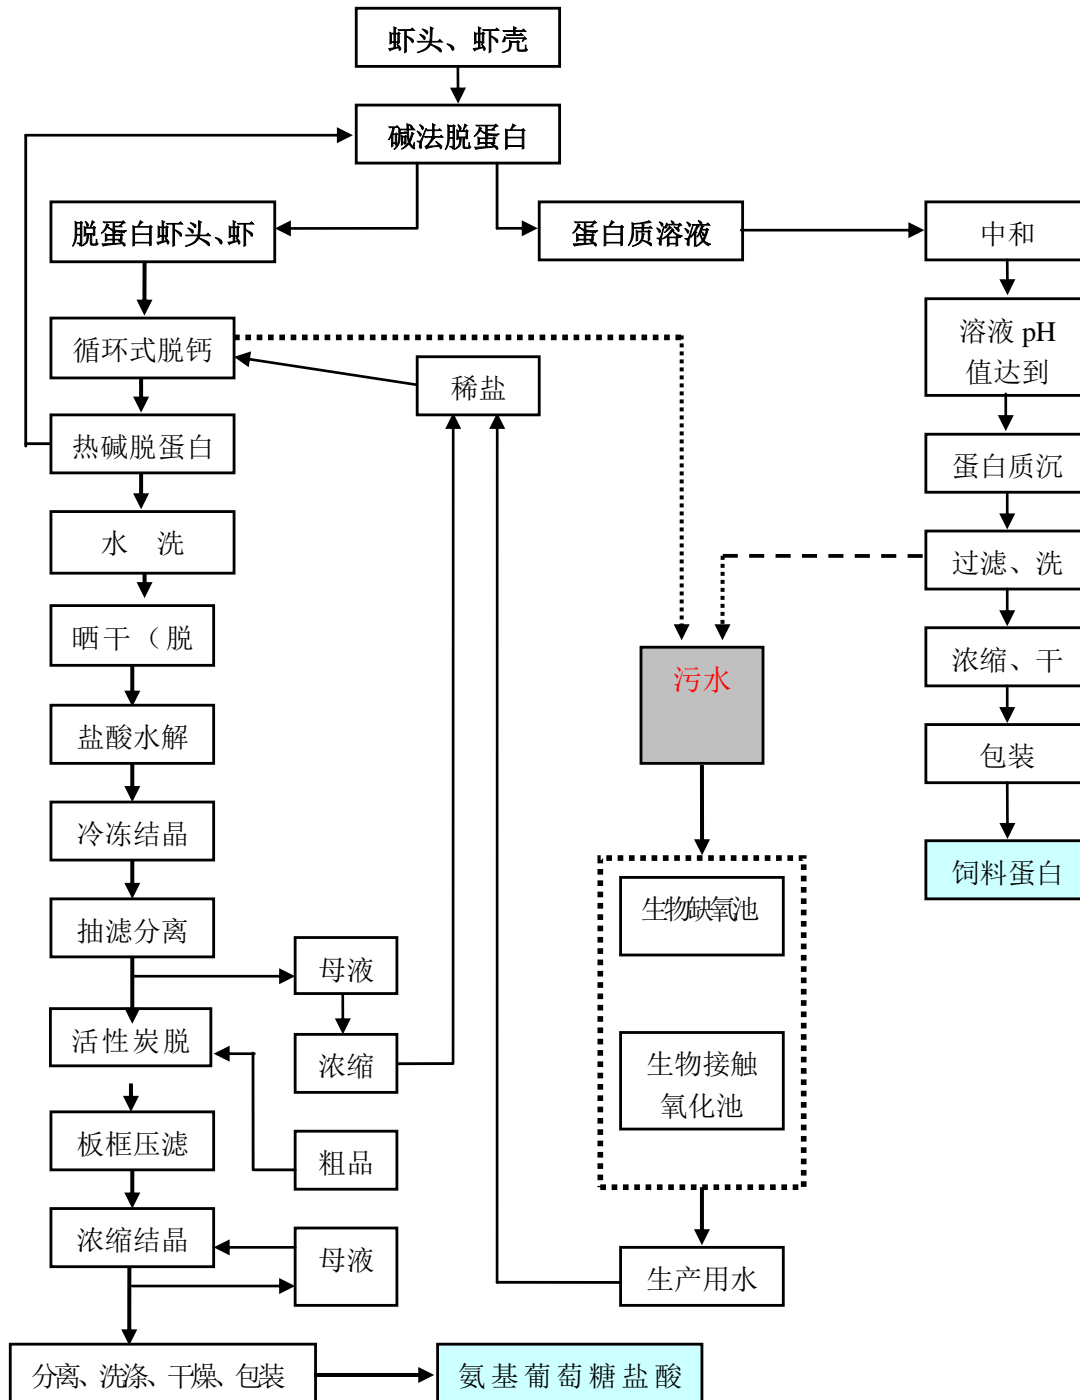 虾头、虾壳
碱法脱蛋白
脱蛋白虾头、虾
蛋白质溶液
中和
循环式脱钙
稀盐
溶液 pH
值达到
热碱脱蛋白
蛋白质沉
水 洗
过滤、洗
晒干（脱
污水
浓缩、干
盐酸水解
包装
冷冻结晶
生物缺氧池
饲料蛋白
抽滤分离
母液
活性炭脱
浓缩
生物接触
氧化池
板框压滤
粗品
浓缩结晶
母液
生产用水
分离、洗涤、干燥、包装
氨基葡萄糖盐酸